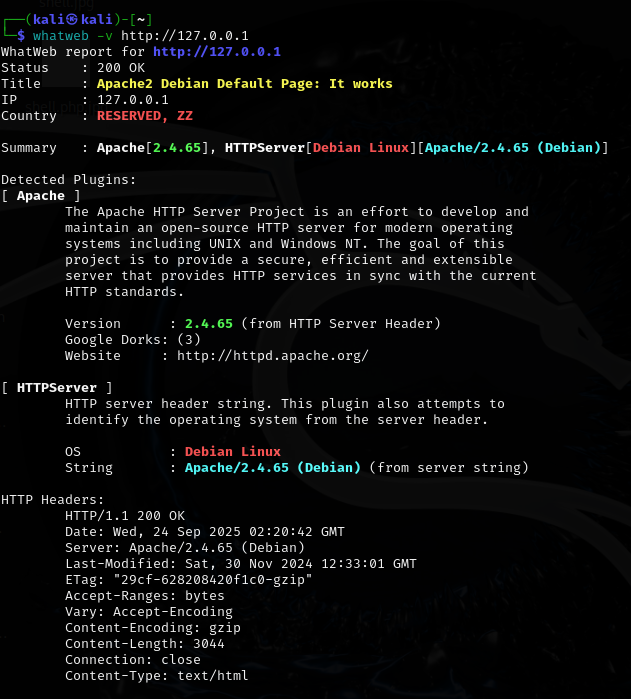 ┌──(kali㉿kali)-[~]
└─$ whatweb -v http://127.0.0.1
WhatWeb report for http://127.0.0.1
Status    : 200 OK
Title     : Apache2 Debian Default Page: It works
IP        : 127.0.0.1
Country   : RESERVED, ZZ

Summary   : Apache[2.4.65], HTTPServer[Debian Linux][Apache/2.4.65 (Debian)]

Detected Plugins:
[ Apache ]
        The Apache HTTP Server Project is an effort to develop and
        maintain an open-source HTTP server for modern operating
        systems including UNIX and Windows NT. The goal of this
        project is to provide a secure, efficient and extensible
        server that provides HTTP services in sync with the current
        HTTP standards.

        Version      : 2.4.65 (from HTTP Server Header)
        Google Dorks: (3)
        Website     : http://httpd.apache.org/

[ HTTPServer ]
        HTTP server header string. This plugin also attempts to
        identify the operating system from the server header.

        OS           : Debian Linux
        String       : Apache/2.4.65 (Debian) (from server string)

HTTP Headers:
        HTTP/1.1 200 OK
        Date: Wed, 24 Sep 2025 02:20:42 GMT
        Server: Apache/2.4.65 (Debian)
        Last-Modified: Sat, 30 Nov 2024 12:33:01 GMT
        ETag: "29cf-628208420f1c0-gzip"
        Accept-Ranges: bytes
        Vary: Accept-Encoding
        Content-Encoding: gzip
        Content-Length: 3044
        Connection: close
        Content-Type: text/html